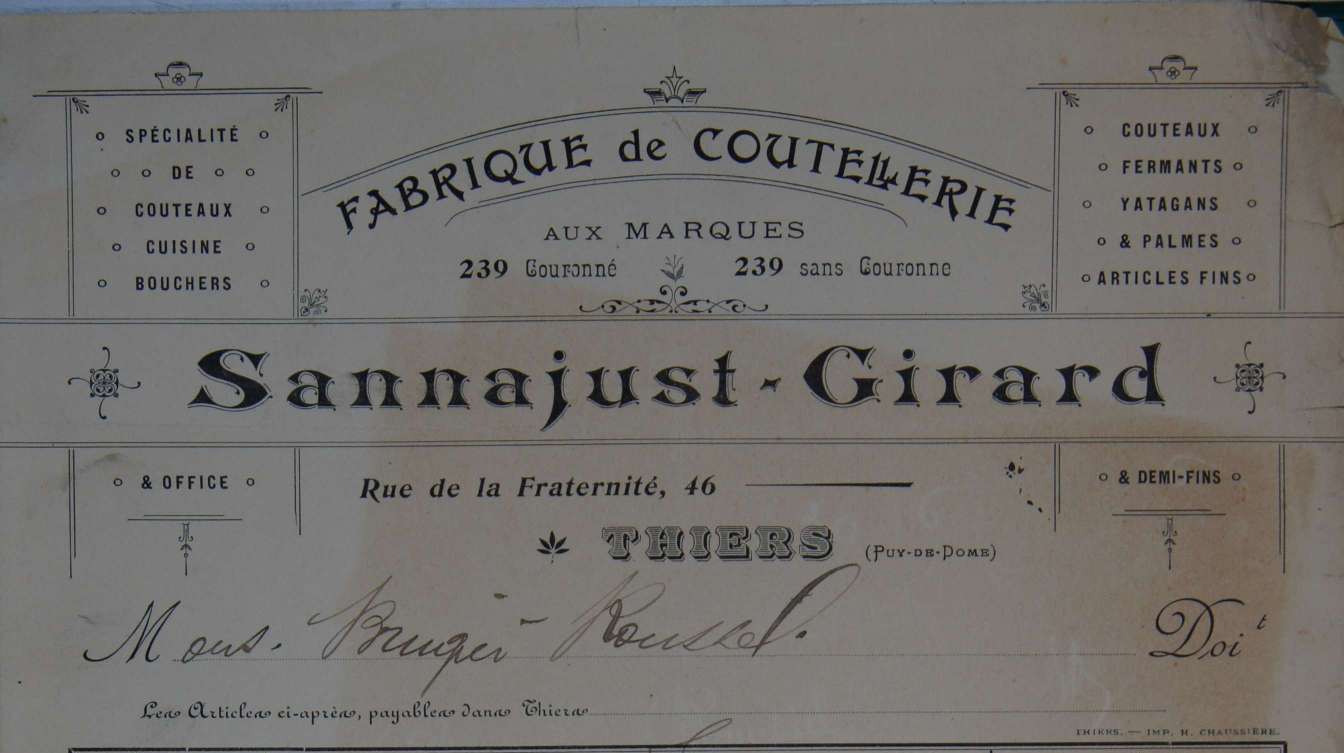 SPÉCIALITÉ
DE
COUTEAUX
CUISINE
BOUCHERS
& OFFICE
FABRIQUE de COUTELLERIE
AUX MARQUES
239 Couronné 239 sans Couronne
COUTEAUX
FERMANTS
YATAGANS
& PALMES
ARTICLES FINS
& DEMI-FINS
Sannajust-Girard
Rue de la Fraternité, 46
THIERS (PUY-DE-DOME)
Mons. Roussel. Doit
Les Articles ci-après, payables dans Thiers
THIERS. — IMP. H. CHAUSSIÈRE.